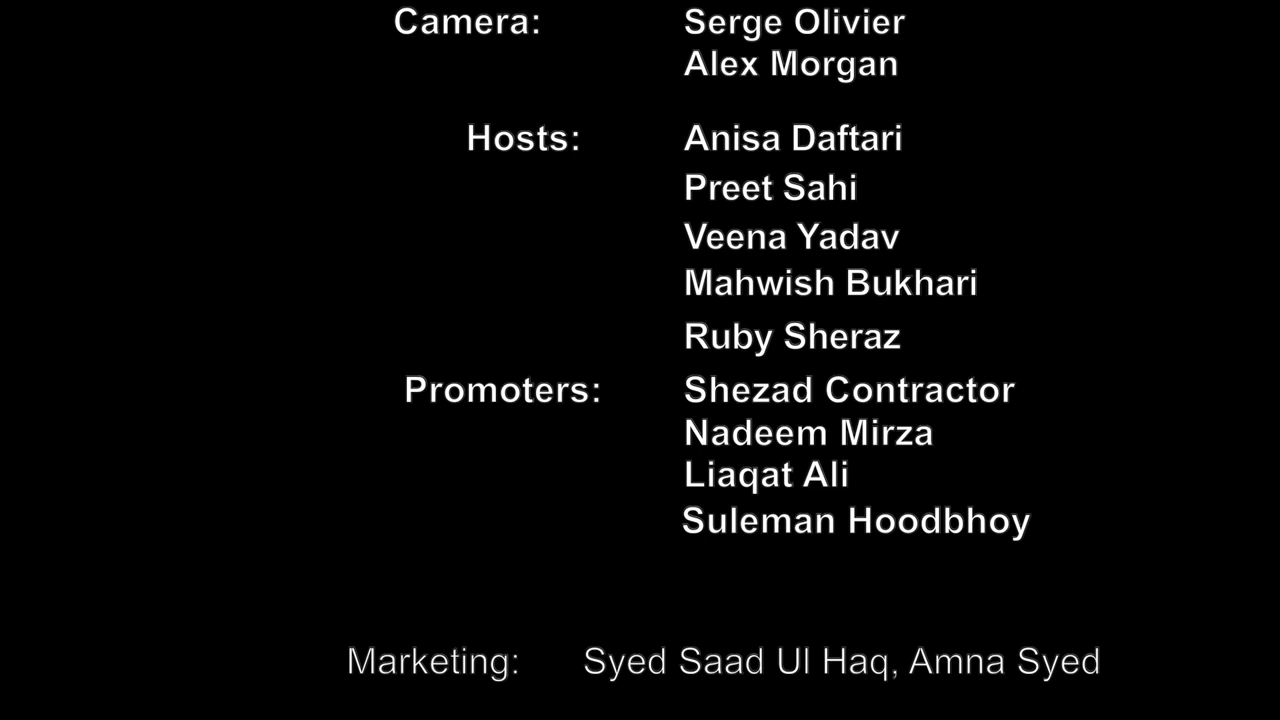 Camera: Serge Olivier
Alex Morgan
Hosts: Anisa Daftari
Preet Sahi
Veena Yadav
Mahwish Bukhari
Ruby Sheraz
Promoters: Shezad Contractor
Nadeem Mirza
Liaqat Ali
Suleman Hoodbhoy
Marketing: Syed Saad Ul Haq, Amna Syed